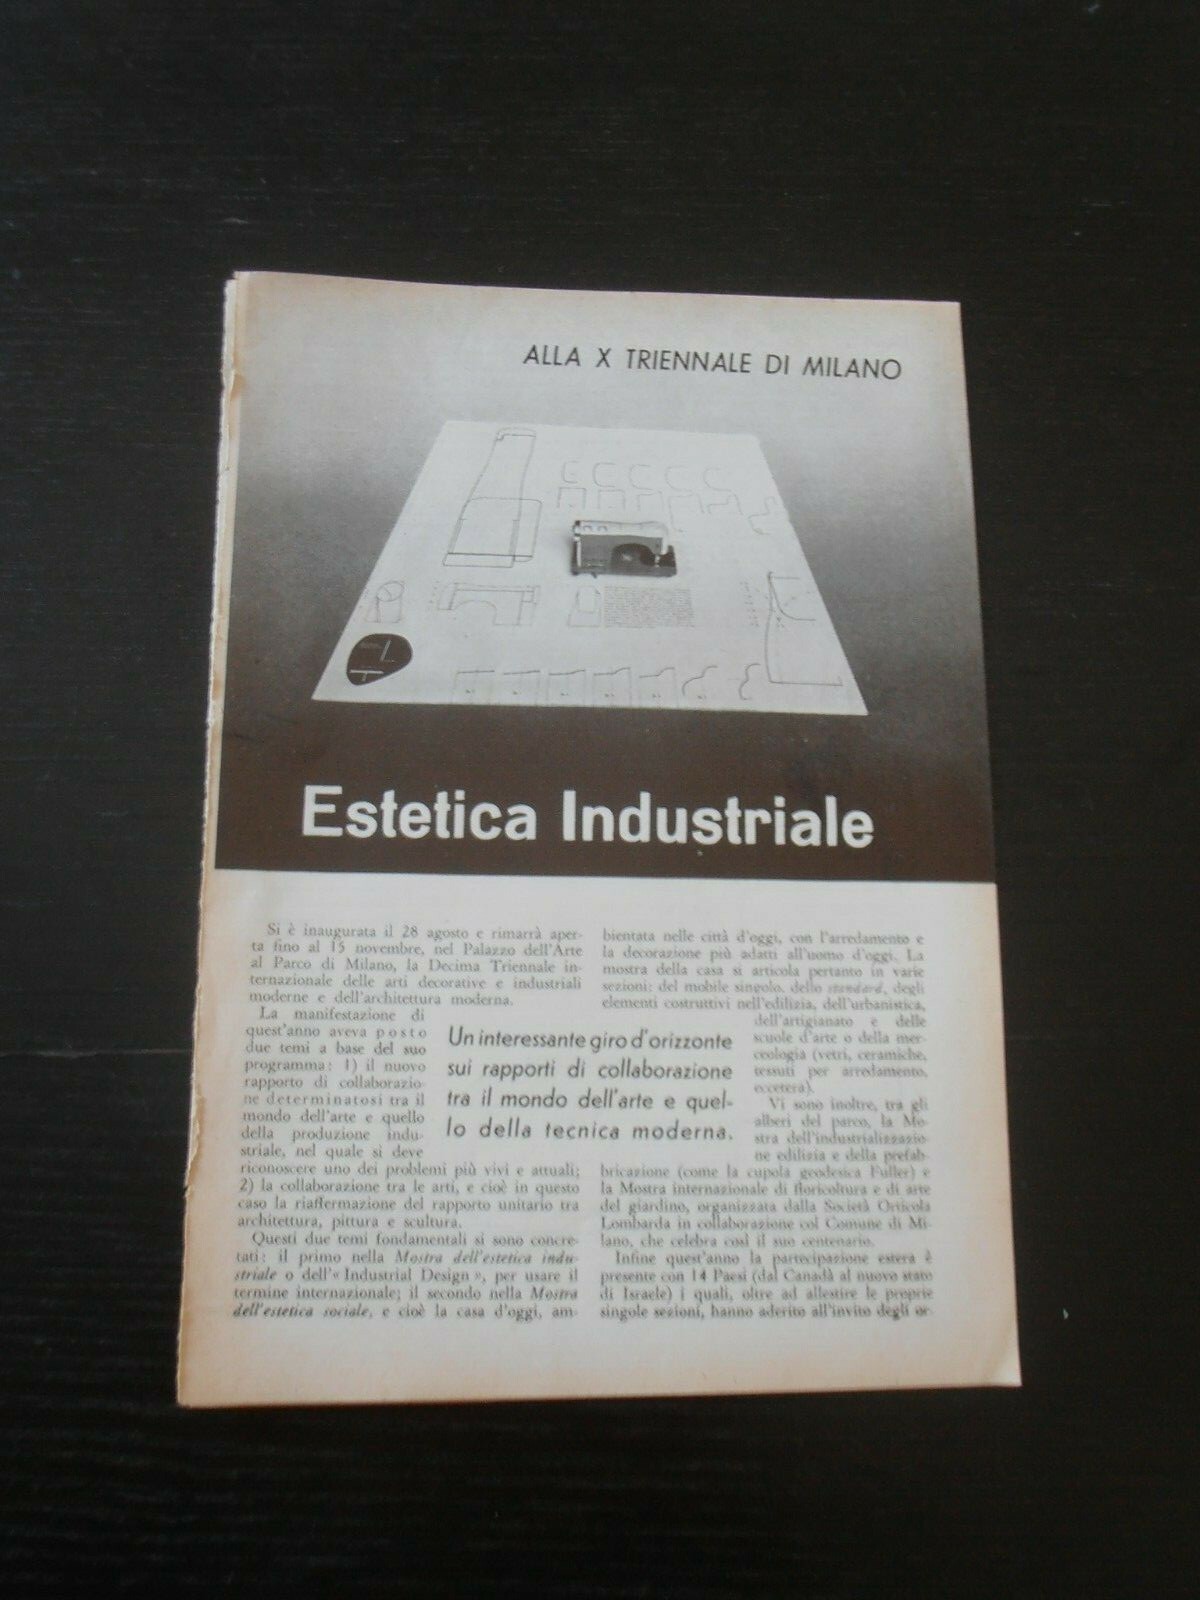 ALLA X TRIENNALE DI MILANO
Estetica Industriale
Si è inaugurata il 28 agosto e rimarrà aper-
ta fino al 15 novembre, nel Palazzo dell'Arte
al Parco di Milano, la Decima Triennale in-
ternazionale delle arti decorative e industriali
moderne e dell'architettura moderna.
La manifestazione di
quest'anno aveva posto
due temi a base del suo
programma: 1) il nuovo
rapporto di collaborazio-
ne determinatosi tra il
mondo dell'arte e quello
della produzione indu-
striale, nel quale si deve
riconoscere uno dei problemi più vivi e attuali;
2) la collaborazione tra le arti, e cioè in questo
caso la riaffermazione del rapporto unitario tra
architettura, pittura e scultura.
Questi due temi fondamentali si sono concre-
tati: il primo nella Mostra dell'estetica indu-
striale o dell'« Industrial Design », per usare il
termine internazionale; il secondo nella Mostra
dell'estetica sociale, e cioè la casa d'oggi, am-
Un interessante giro d'orizzonte
sui rapporti di collaborazione
tra il mondo dell'arte e quel-
lo della tecnica moderna.
bientata nelle città d'oggi, con l'arredamento e
la decorazione più adatti all'uomo d'oggi. La
mostra della casa si articola pertanto in varie
sezioni: del mobile singolo, dello standard, degli
elementi costruttivi nell'edilizia, dell'urbanistica,
dell'artigianato e delle
scuole d'arte o della mer-
ceologia (vetri, ceramiche,
tessuti per arredamento,
eccetera).
Vi sono inoltre, tra gli
alberi del parco, la Mo-
stra dell'industrializzazio-
ne edilizia e della prefab-
bricazione (come la cupola geodesica Fuller) e
la Mostra internazionale di floricoltura e di arte
del giardino, organizzata dalla Società Orticola
Lombarda in collaborazione col Comune di Mi-
lano, che celebra così il suo centenario.
Infine quest'anno la partecipazione estera è
presente con 14 Paesi (dal Canadà al nuovo stato
di Israele) i quali, oltre ad allestire le proprie
singole sezioni, hanno aderito all'invito degli or-